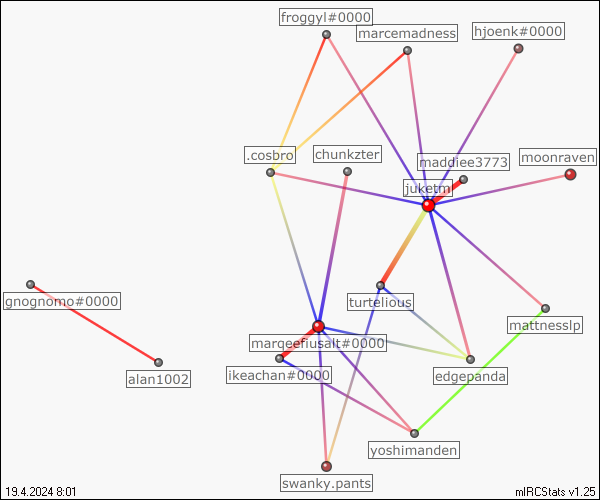 froggyl#0000
marcemadness
hjoenk#0000
.cosbro
chunkzter
maddiee3773
moonraven
juketm
gnognomo#0000
turtelious
mattnesslp
marqeefiusalt#0000
ikeachan#0000
alan1002
edgepanda
yoshimanden
swanky.pants
19.4.2024 8:01
mIRCStats v1.25